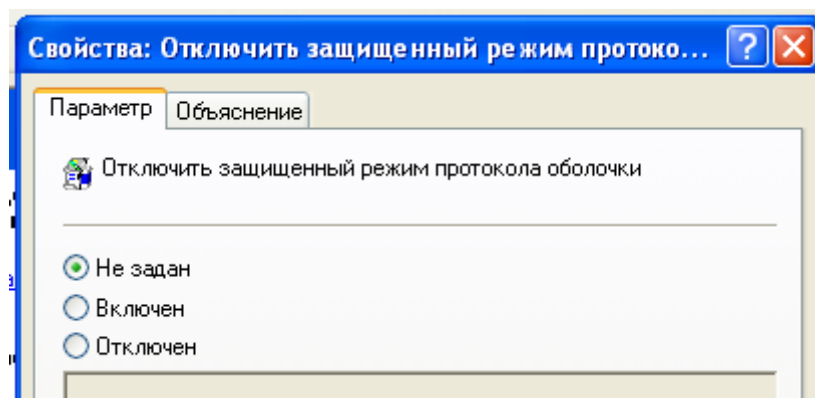 Свойства: Отключить защищенный режим протоко...
Параметр Объяснение
Отключить защищенный режим протокола оболочки
Не задан
Включен
Отключен